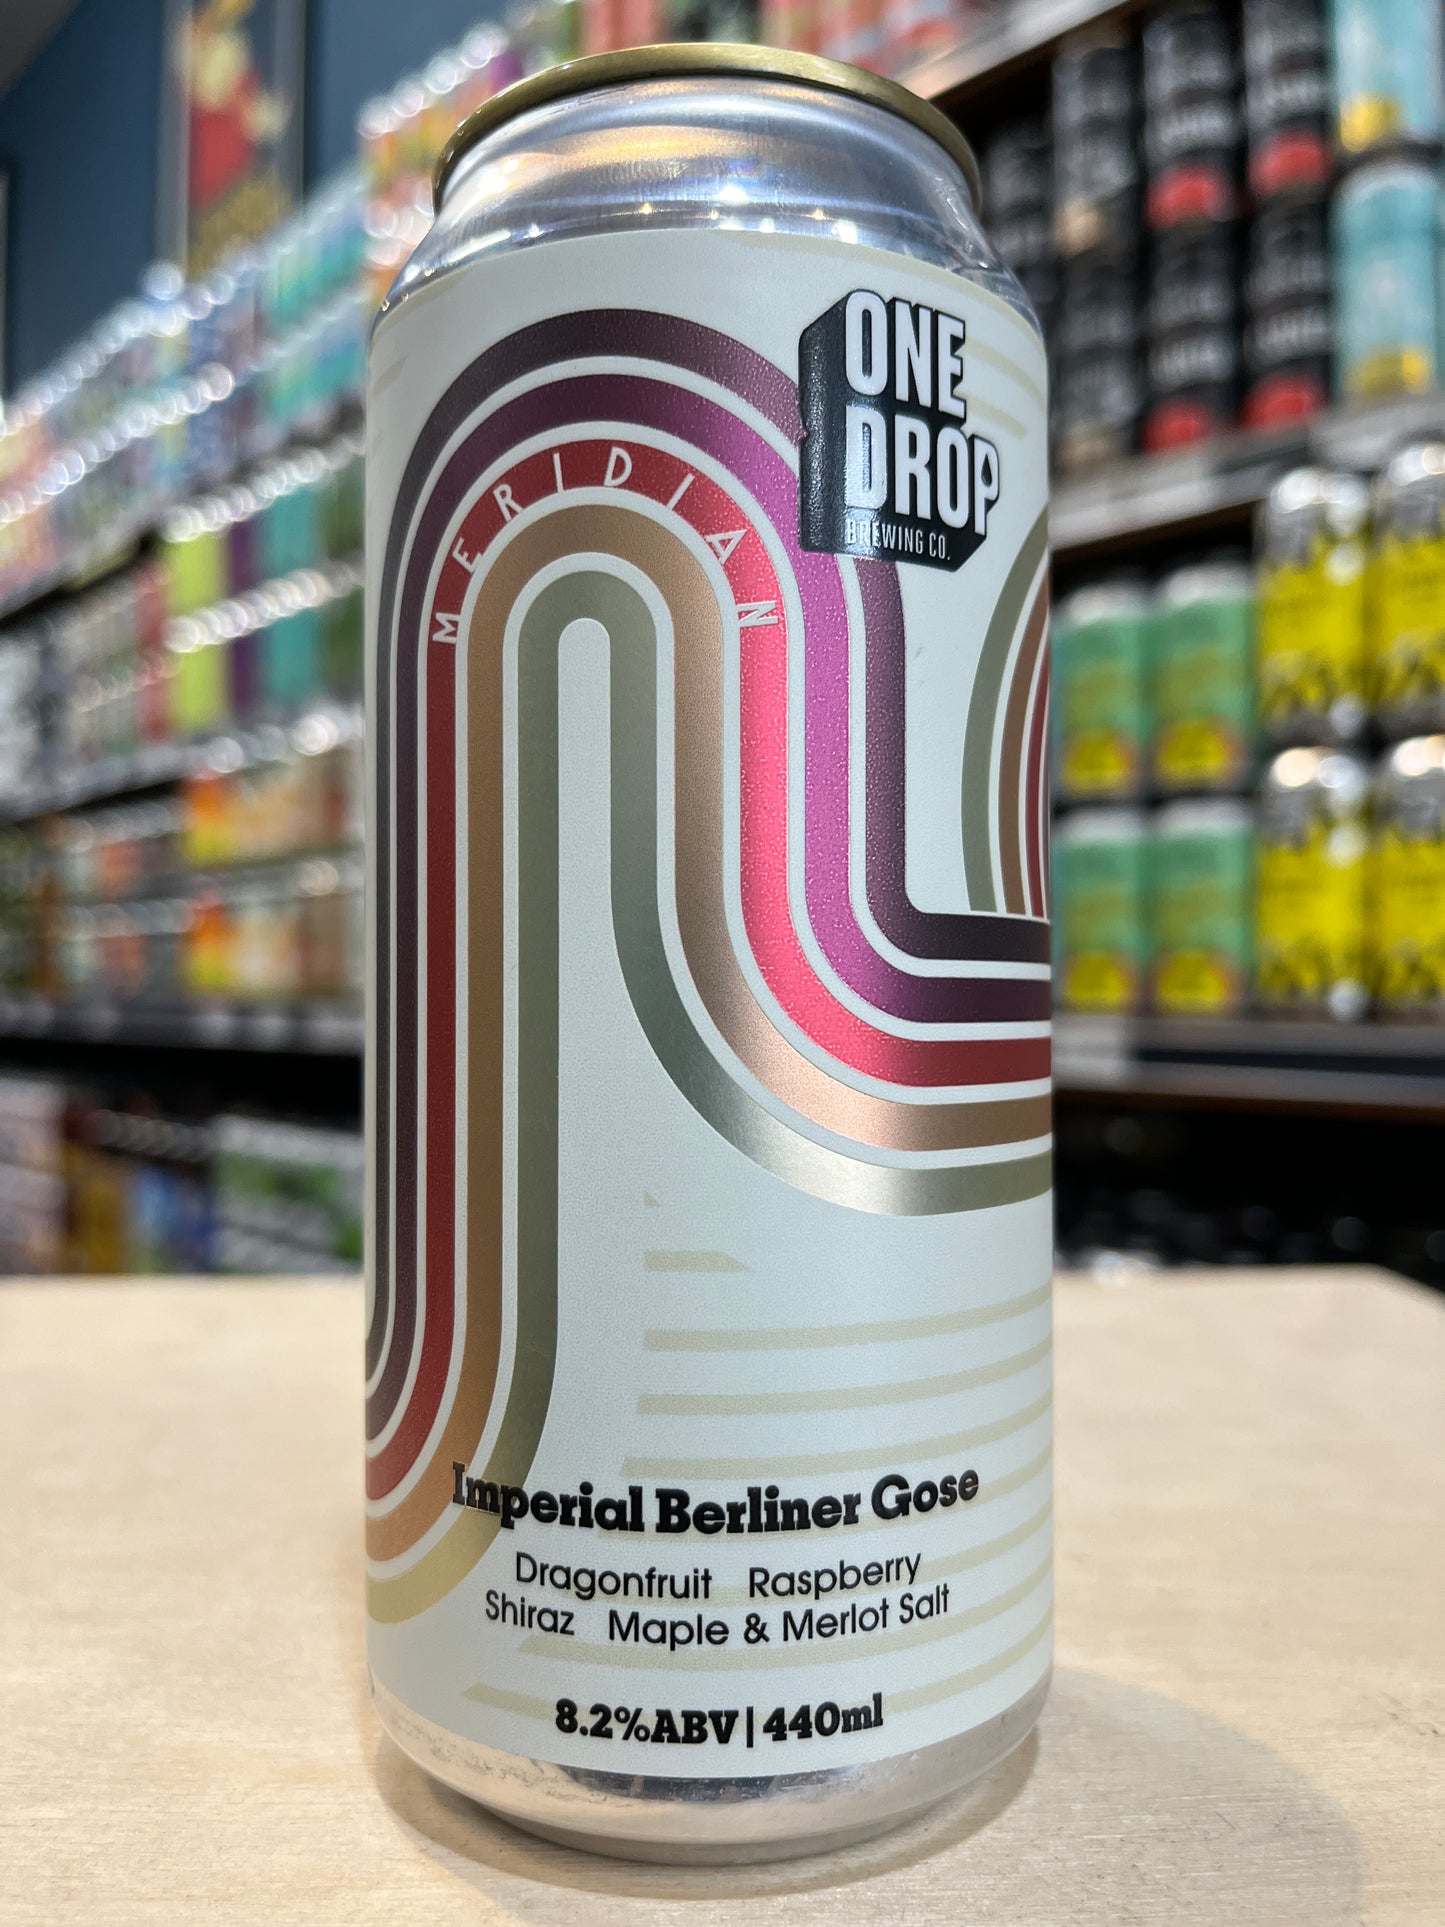 ONE
DROP
BREWING CO.
MERIDIAN
Imperial Berliner Gose
Dragonfruit Raspberry
Shiraz Maple & Merlot Salt
8.2%ABV|440ml